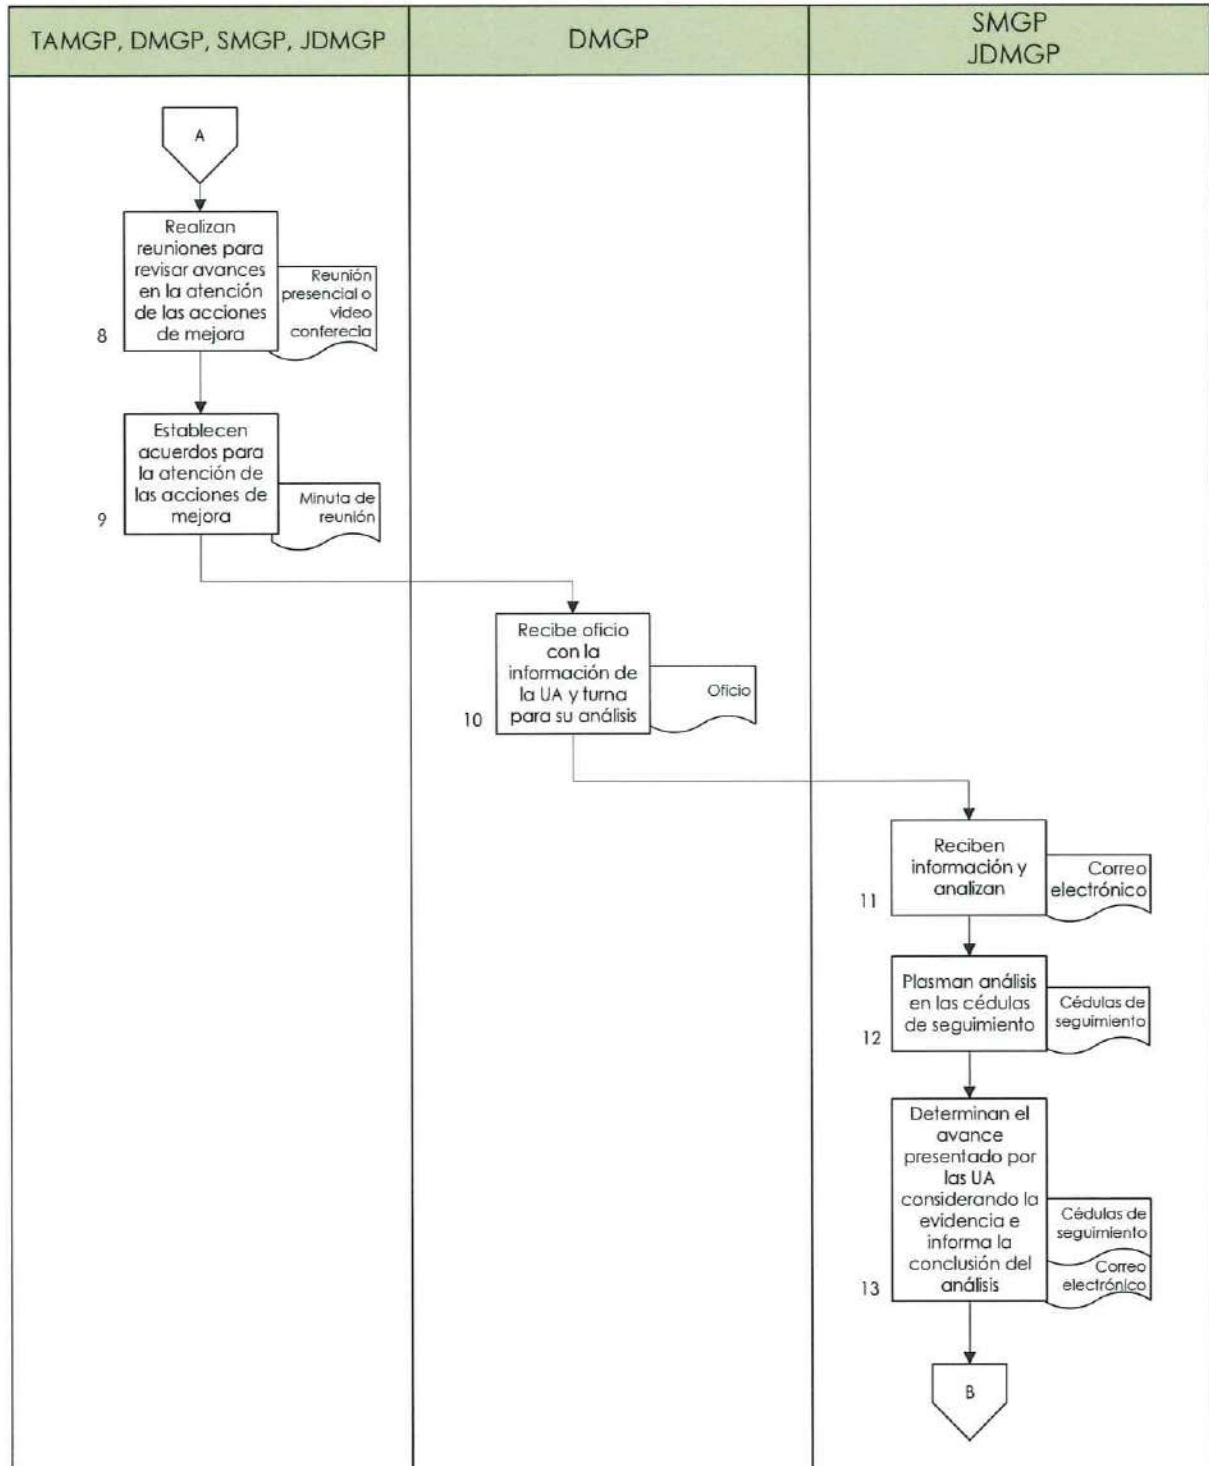 TAMGP, DMGP, SMGP, JDMGP
DMGP
SMGP
JDMGP
A
Realizan
reuniones para
revisar avances
en la atención
de las acciones
de mejora
8
Reunión
presencial o
video
conferecia
Establecen
acuerdos para
la atención de
las acciones de
mejora
9
Minuta de
reunión
Recibe oficio
con la
información de
la UA y turna
para su análisis
10
Oficio
Reciben
información y
analizan
11
Correo
electrónico
Plasman análisis
en las cédulas
de seguimiento
12
Cédulas de
seguimiento
Determinan el
avance
presentado por
las UA
considerando la
evidencia e
informa la
conclusión del
análisis
13
Cédulas de
seguimiento
Correo
electrónico
B